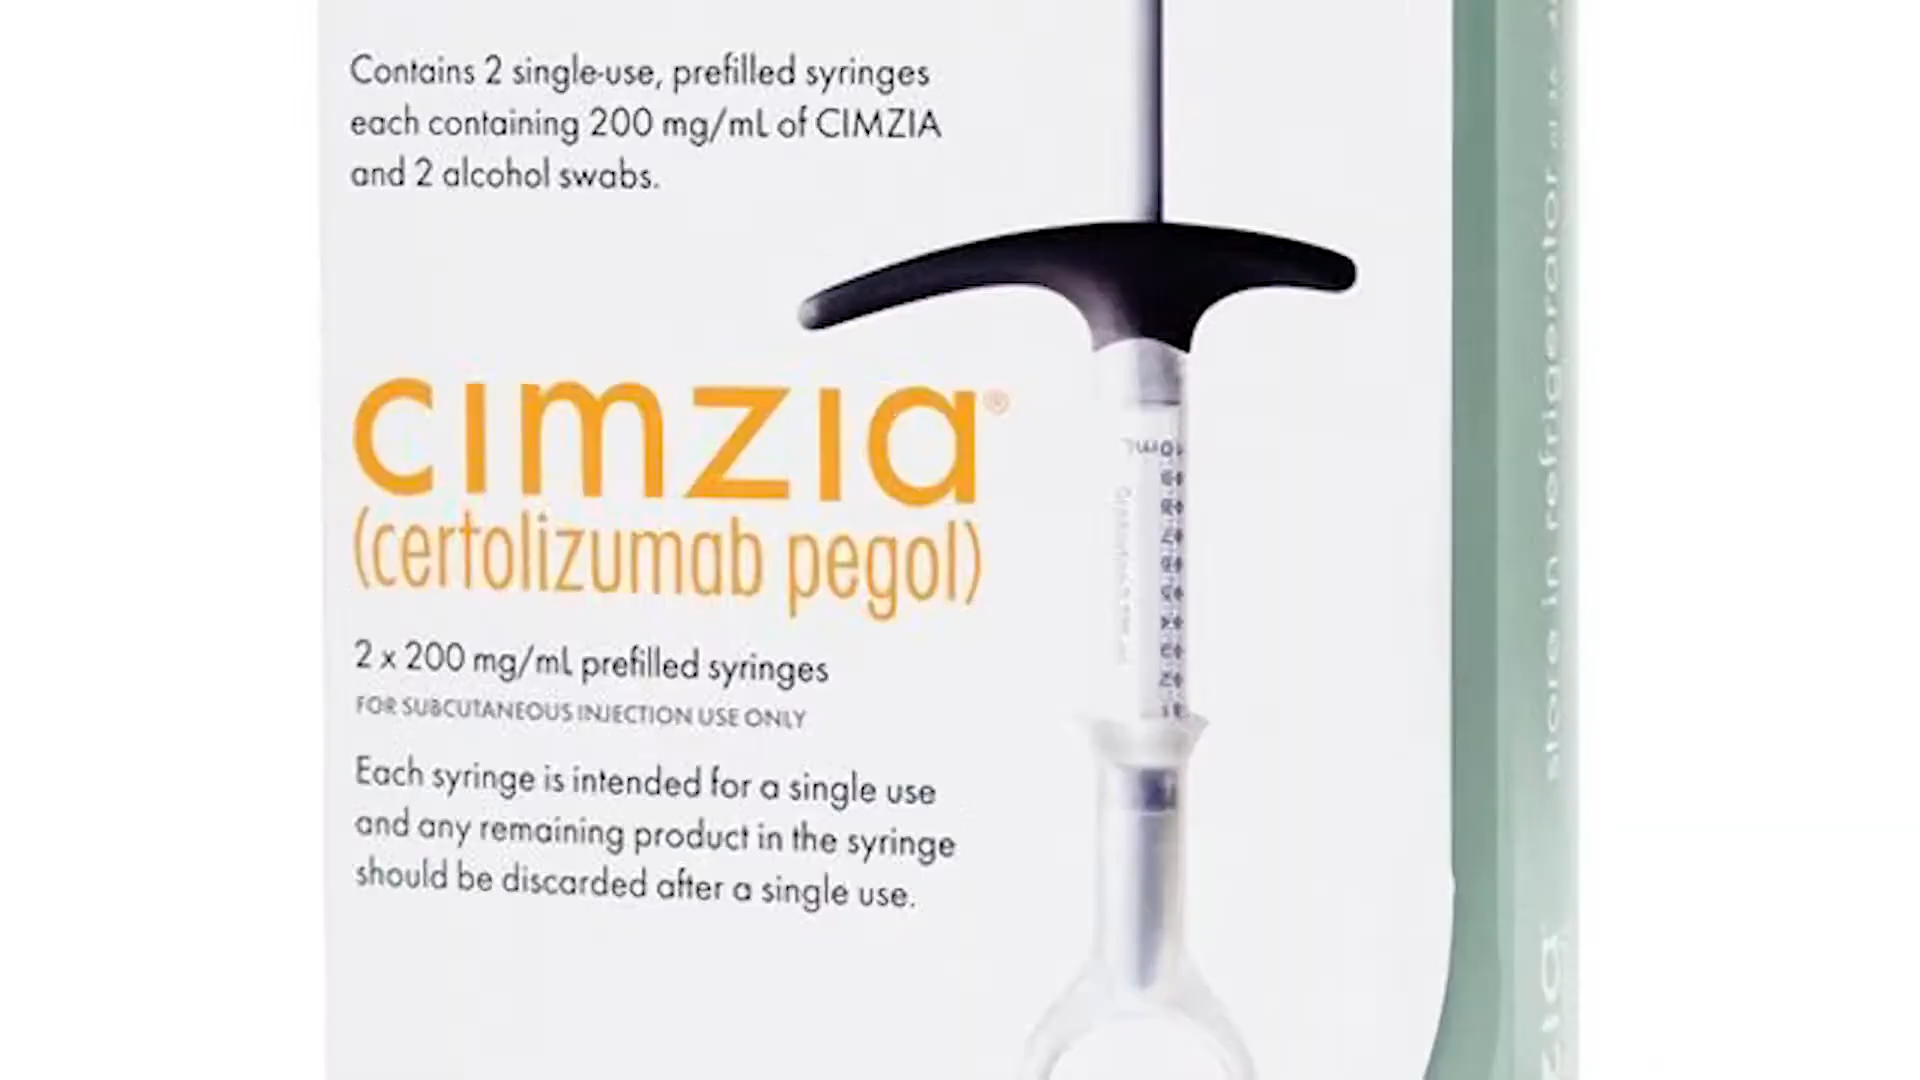 Contains 2 single-use, prefilled syringes
each containing 200 mg/mL of CIMZIA
and 2 alcohol swabs.
cimzia®
(certolizumab pegol)
2 x 200 mg/mL prefilled syringes
FOR SUBCUTANEOUS INJECTION USE ONLY
Each syringe is intended for a single use
and any remaining product in the syringe
should be discarded after a single use.
store in refrigerator